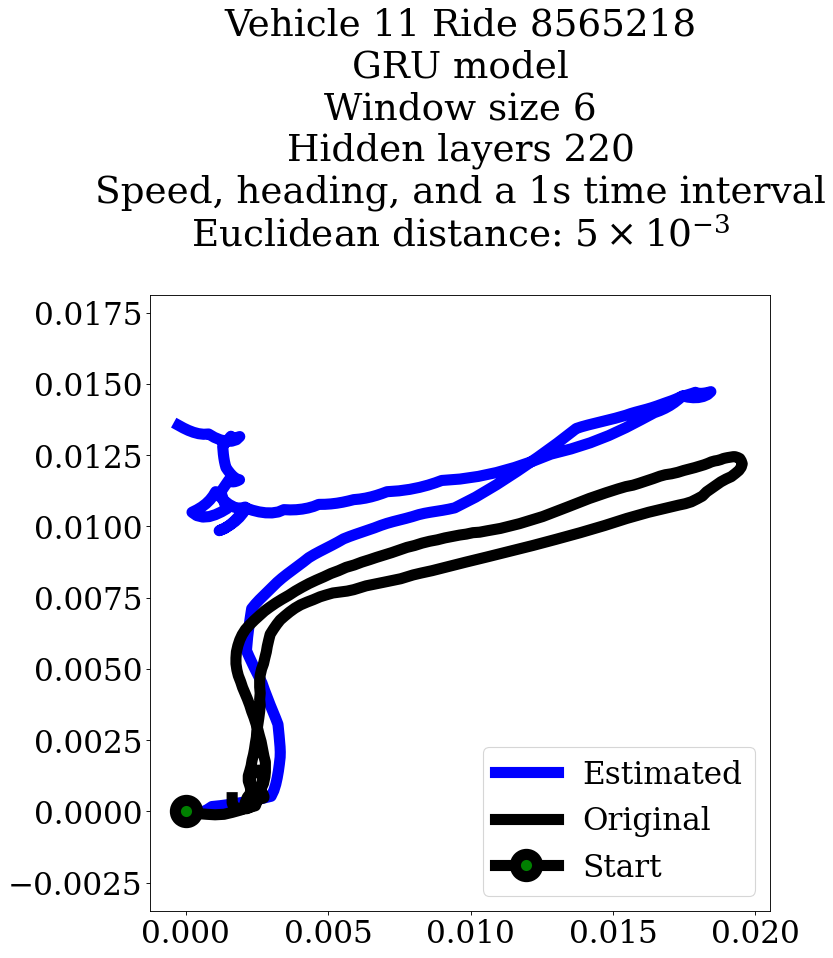 Vehicle 11 Ride 8565218
GRU model
Window size 6
Hidden layers 220
Speed, heading, and a 1s time interval
Euclidean distance: 5 × 10⁻³
0.0175
0.0150
0.0125
0.0100
0.0075
0.0050
0.0025
0.0000
−0.0025
Estimated
Original
Start
0.000 0.005 0.010 0.015 0.020